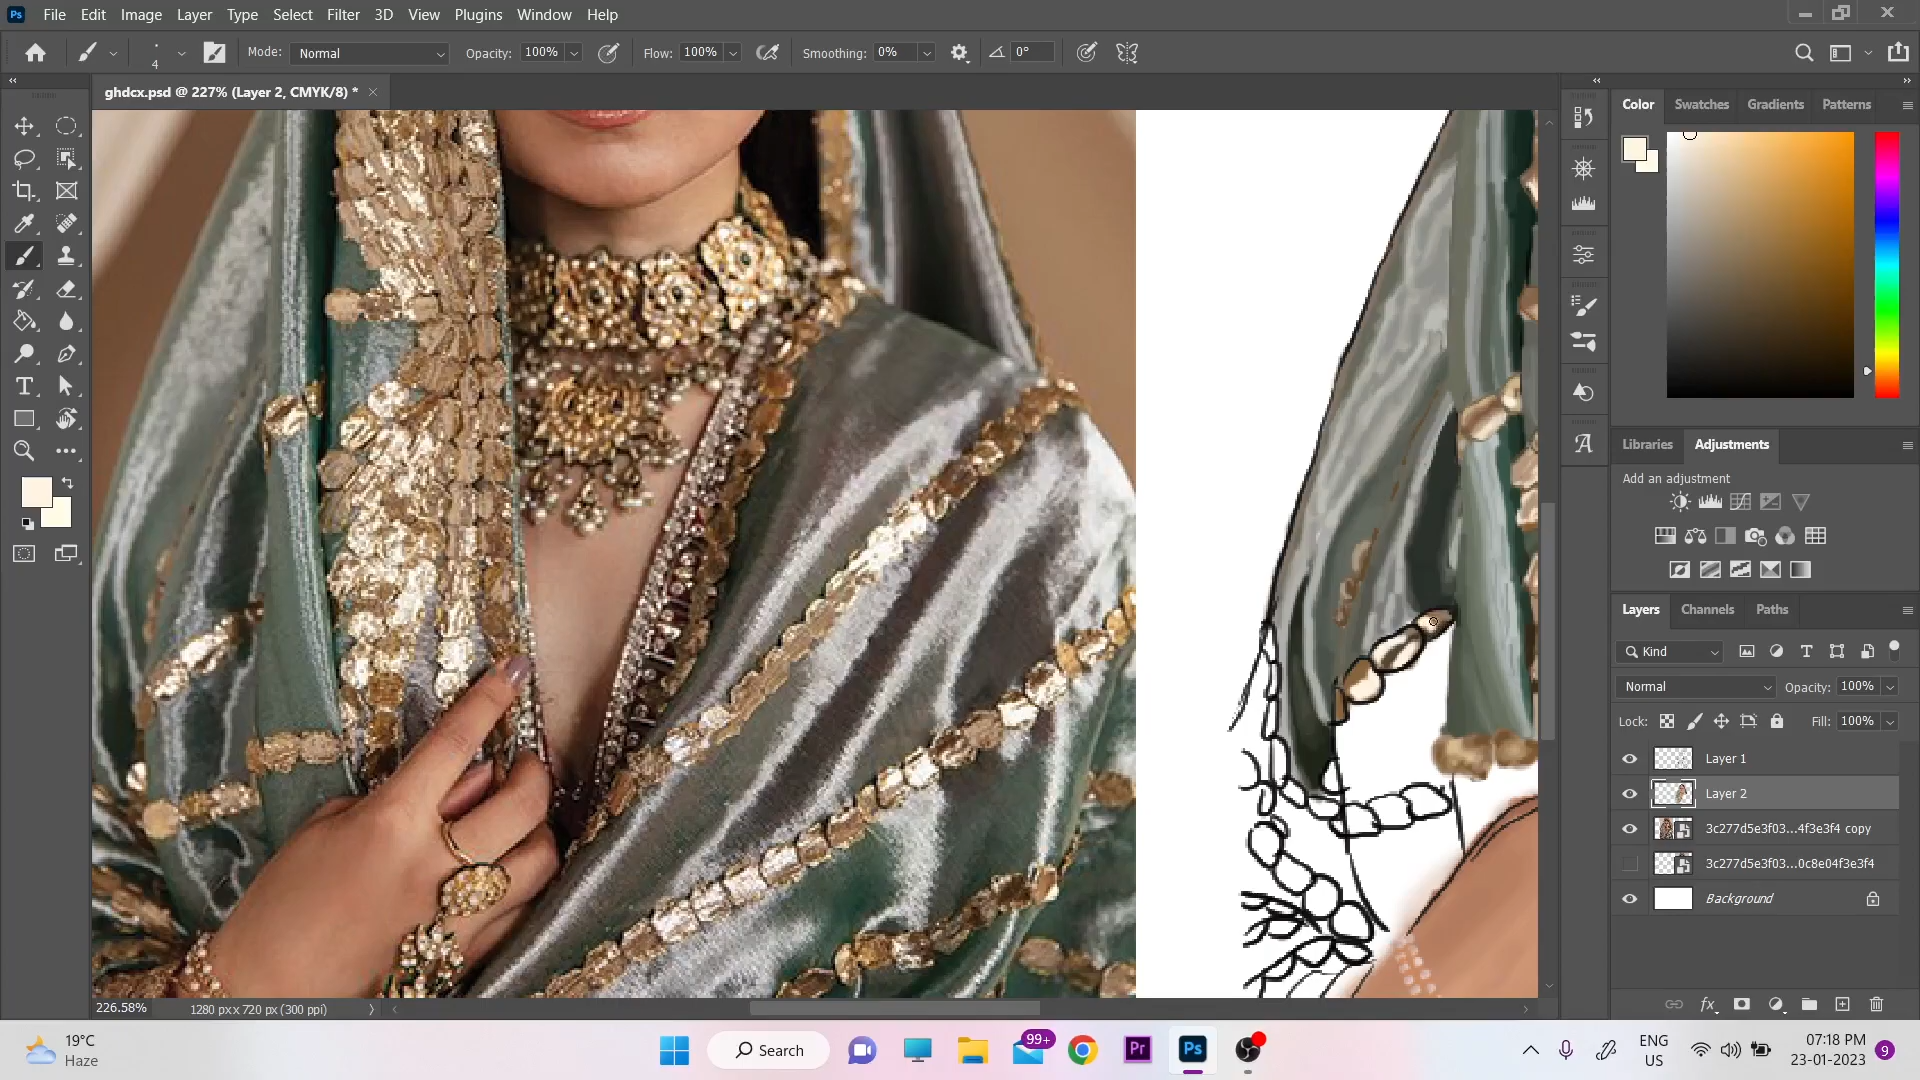 Ps File Edit Image Layer Type Select Filter 3D View Plugins Window Help
4 Mode: Normal Opacity: 100% Flow: 100% Smoothing: 0% 0°
ghdcx.psd @ 227% (Layer 2, CMYK/8) *
Color Swatches Gradients Patterns
Libraries Adjustments
Add an adjustment
Layers Channels Paths
Kind
Normal Opacity: 100%
Lock: Fill: 100%
Layer 1
Layer 2
3c277d5e3f03...4f3e3f4 copy
3c277d5e3f03...0c8e04f3e3f4
Background
226.58% 1280 px x 720 px (300 ppi)
19°C
Haze
Search
99+
Pr
Ps
ENG
US
07:18 PM
23-01-2023
9